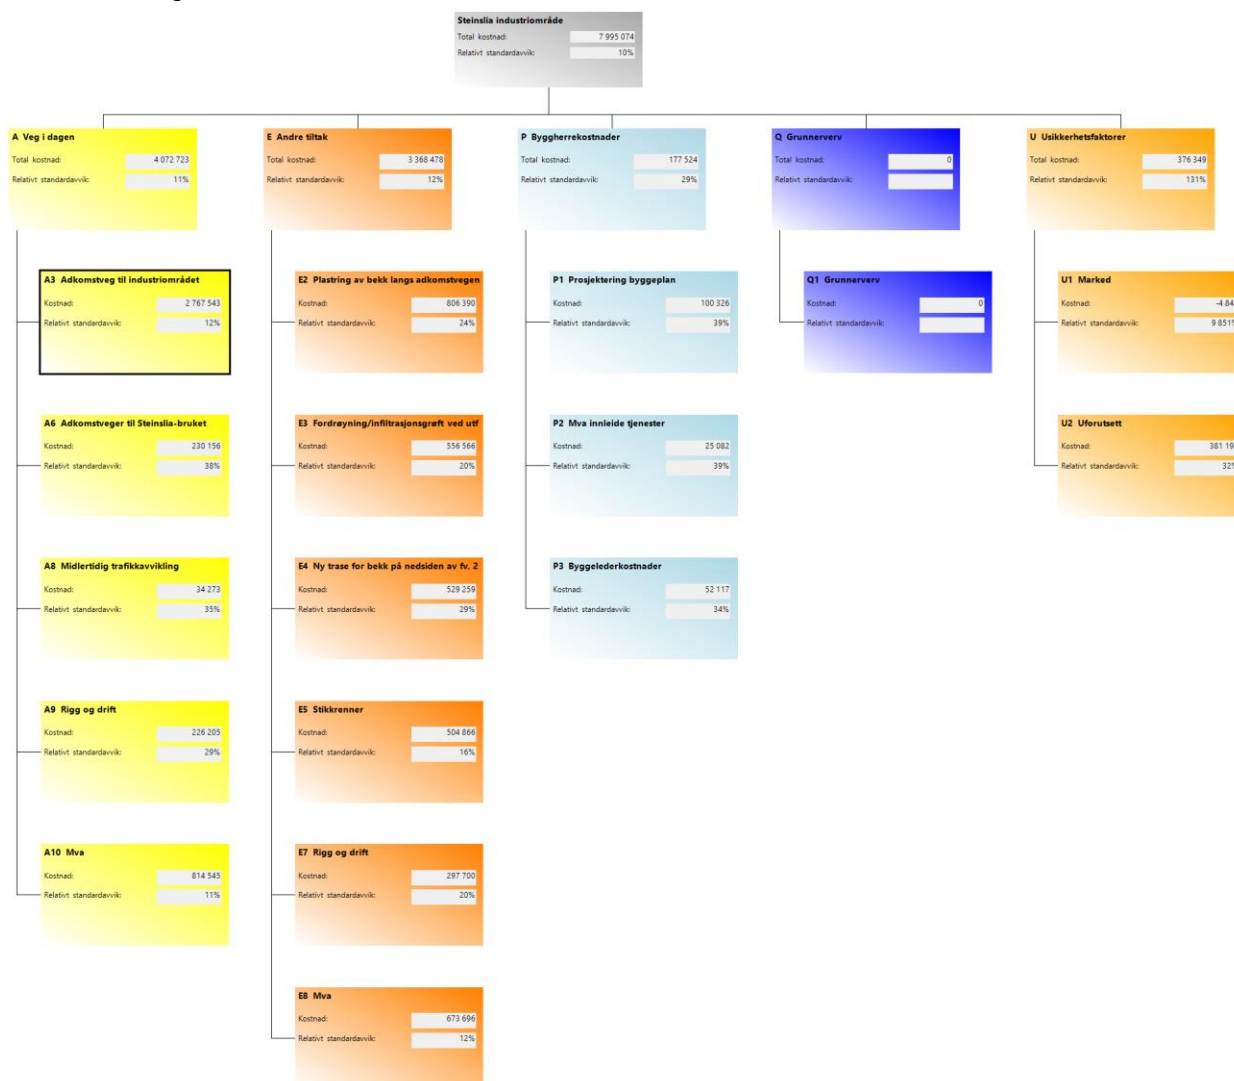 Steinslia industriområde
Total kostnad: 7 995 074
Relativt standardavvik: 10%
A Veg i dagen
Total kostnad: 4 072 723
Relativt standardavvik: 11%
E Andre tiltak
Total kostnad: 3 368 478
Relativt standardavvik: 12%
P Byggherrekostnader
Total kostnad: 177 524
Relativt standardavvik: 29%
Q Grunnerverv
Total kostnad: 0
Relativt standardavvik:
U Usikkerhetsfaktorer
Total kostnad: 376 349
Relativt standardavvik: 131%
A3 Adkomstveg til industriområdet
Kostnad: 2 767 543
Relativt standardavvik: 12%
E2 Plastring av bekk langs adkomstvegen
Kostnad: 806 390
Relativt standardavvik: 24%
P1 Prosjektering byggeplan
Kostnad: 100 326
Relativt standardavvik: 39%
Q1 Grunnerverv
Kostnad: 0
Relativt standardavvik:
U1 Marked
Kostnad: -4 84
Relativt standardavvik: 9 851%
A6 Adkomstveger til Steinslia-bruket
Kostnad: 230 156
Relativt standardavvik: 38%
E3 Fordrøyning/infiltrasjonsgrøft ved utf
Kostnad: 556 566
Relativt standardavvik: 20%
P2 Mva innleide tjenester
Kostnad: 25 082
Relativt standardavvik: 39%
U2 Uforutsett
Kostnad: 381 19
Relativt standardavvik: 32%
A8 Midlertidig trafikkavvikling
Kostnad: 34 273
Relativt standardavvik: 35%
E4 Ny trase for bekk på nedsiden av fv. 2
Kostnad: 529 259
Relativt standardavvik: 29%
P3 Byggelederkostnader
Kostnad: 52 117
Relativt standardavvik: 34%
A9 Rigg og drift
Kostnad: 226 205
Relativt standardavvik: 29%
E5 Stikkrenner
Kostnad: 504 866
Relativt standardavvik: 16%
A10 Mva
Kostnad: 814 545
Relativt standardavvik: 11%
E7 Rigg og drift
Kostnad: 297 700
Relativt standardavvik: 20%
E8 Mva
Kostnad: 673 696
Relativt standardavvik: 12%